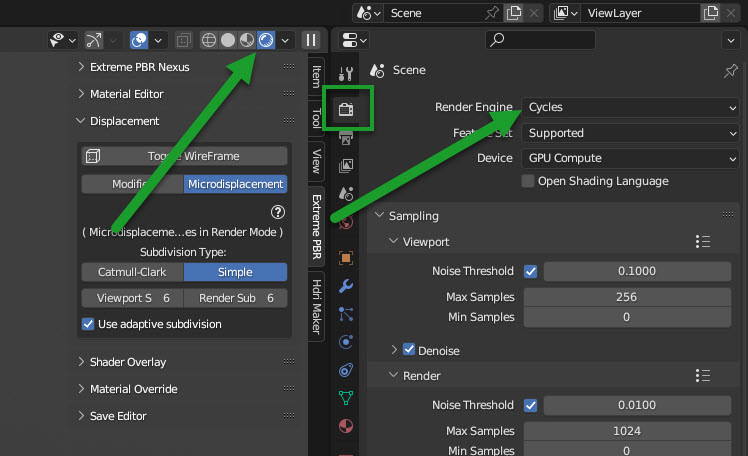 Scene
ViewLayer
Extreme PBR Nexus
Material Editor
Displacement
Toggle WireFrame
Modifier
Microdisplacement
( Microdisplaceme...es in Render Mode )
Subdivision Type:
Catmull-Clark
Simple
Viewport S 6
Render Sub 6
Use adaptive subdivision
Shader Overlay
Material Override
Save Editor
Item
Tool
View
Extreme PBR
Hdri Maker
Scene
Render Engine
Cycles
Feature Set
Supported
Device
GPU Compute
Open Shading Language
Sampling
Viewport
Noise Threshold
0.1000
Max Samples
256
Min Samples
0
Denoise
Render
Noise Threshold
0.0100
Max Samples
1024
Min Samples
0